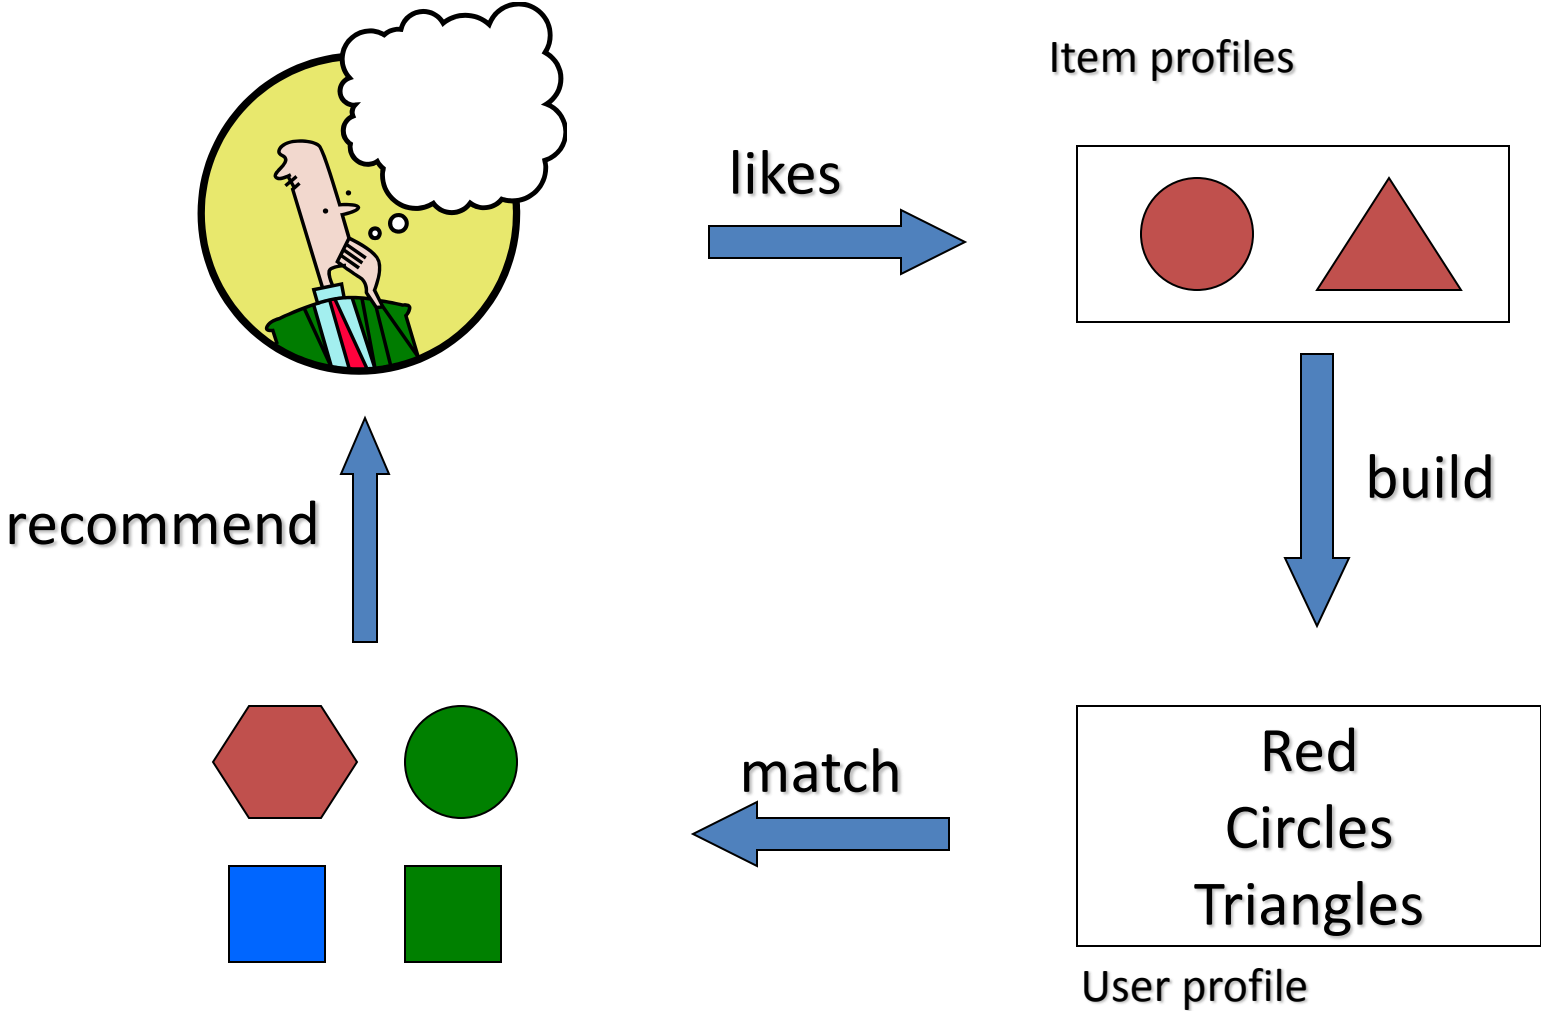 Item profiles
likes
build
recommend
match
Red
Circles
Triangles
User profile